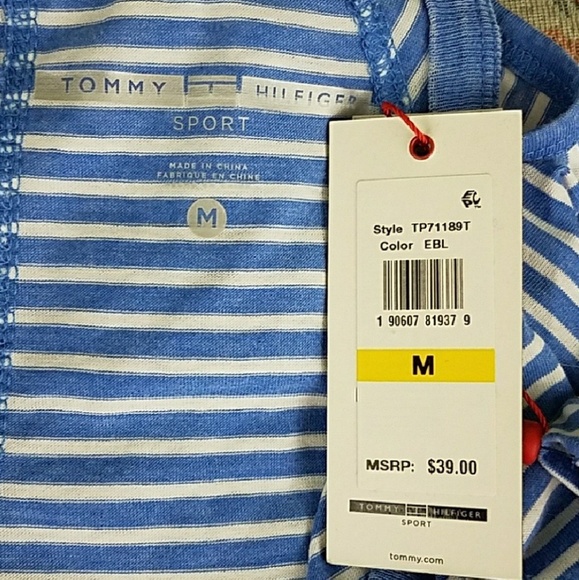 TOMMY HILFIGER
SPORT
MADE IN CHINA
FABRIQUÉ EN CHINE
M
Style TP71189T
Color EBL
1 90607 81937 9
M
MSRP: $39.00
TOMMY HILFIGER
SPORT
tommy.com